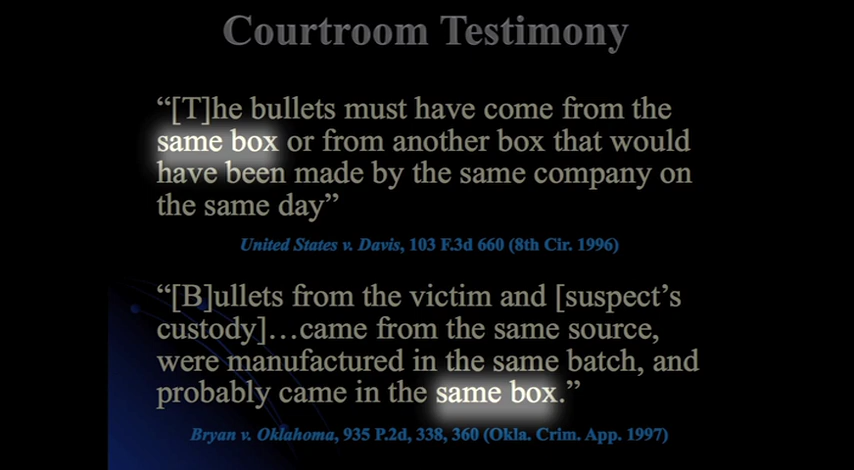 Courtroom Testimony
“[T]he bullets must have come from the
same box or from another box that would
have been made by the same company on
the same day”
United States v. Davis, 103 F.3d 660 (8th Cir. 1996)
“[B]ullets from the victim and [suspect’s
custody]…came from the same source,
were manufactured in the same batch, and
probably came in the same box.”
Bryan v. Oklahoma, 935 P.2d, 338, 360 (Okla. Crim. App. 1997)